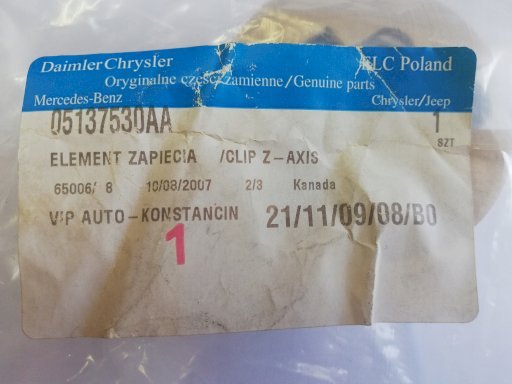 DaimlerChrysler
ELC Poland
Oryginalne części zamienne/Genuine parts
Mercedes-Benz
Chrysler/Jeep
05137530AA
1
SZT
ELEMENT ZAPIECIA /CLIP Z-AXIS
65006/ 8 10/08/2007 2/3 Kanada
VIP AUTO-KONSTANCIN 21/11/09/08/B0
1